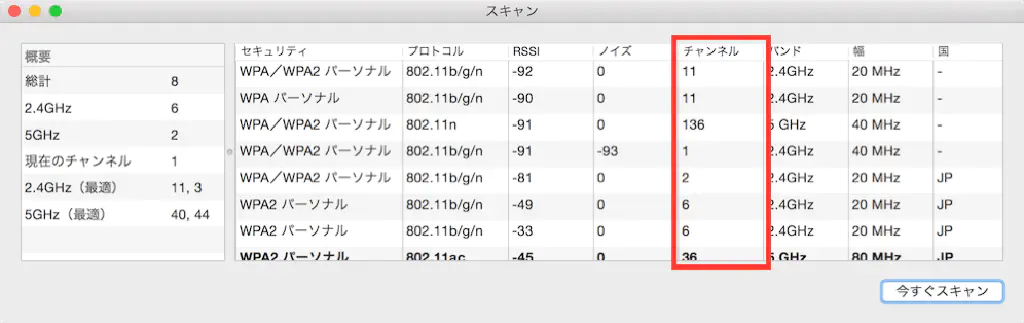 スキャン
概要
総計 8
2.4GHz 6
5GHz 2
現在のチャンネル 1
2.4GHz（最適） 11, 3
5GHz（最適） 40, 44
セキュリティ プロトコル RSSI ノイズ チャンネル バンド 幅 国
WPA／WPA2 パーソナル 802.11b/g/n -92 0 11 2.4GHz 20 MHz -
WPA パーソナル 802.11b/g/n -90 0 11 2.4GHz 20 MHz -
WPA／WPA2 パーソナル 802.11n -91 0 136 5 GHz 40 MHz -
WPA／WPA2 パーソナル 802.11b/g/n -91 -93 1 2.4GHz 40 MHz -
WPA／WPA2 パーソナル 802.11b/g/n -81 0 2 2.4GHz 20 MHz JP
WPA2 パーソナル 802.11b/g/n -49 0 6 2.4GHz 20 MHz JP
WPA2 パーソナル 802.11b/g/n -33 0 6 2.4GHz 20 MHz JP
WPA2 パーソナル 802.11ac -45 0 36 5 GHz 80 MHz JP
今すぐスキャン